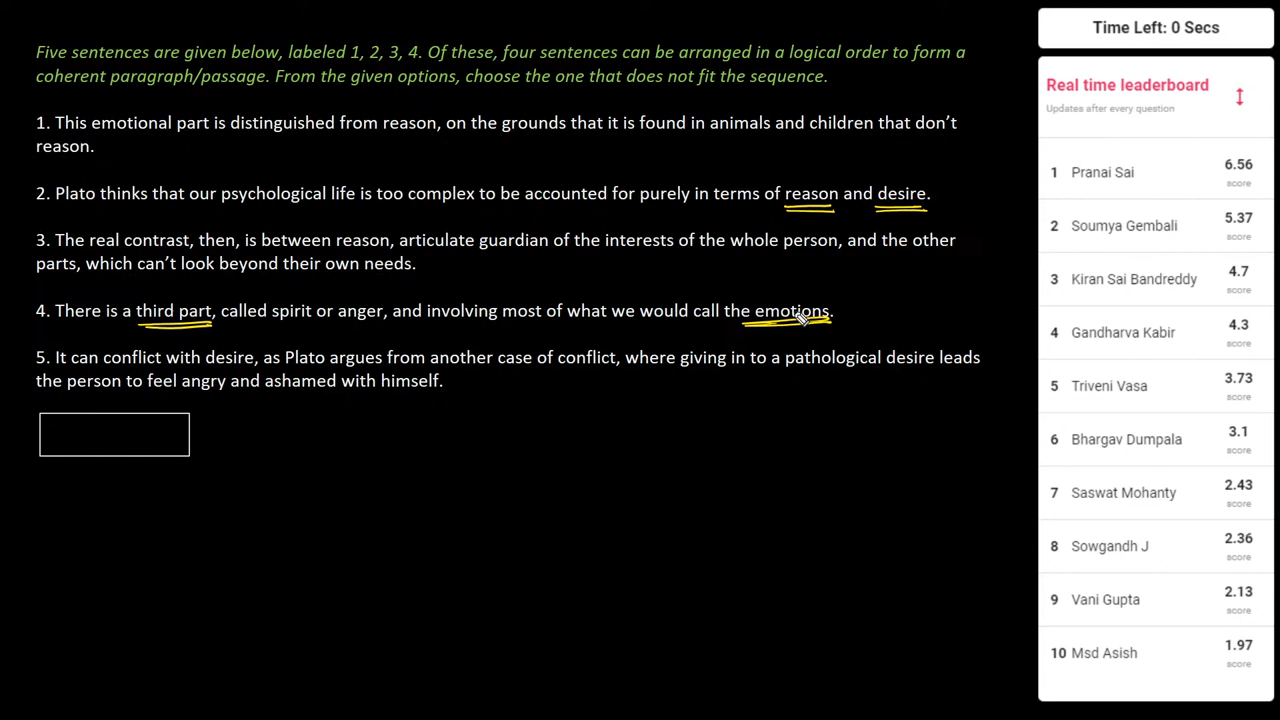 Five sentences are given below, labeled 1, 2, 3, 4. Of these, four sentences can be arranged in a logical order to form a
coherent paragraph/passage. From the given options, choose the one that does not fit the sequence.
1. This emotional part is distinguished from reason, on the grounds that it is found in animals and children that don’t
reason.
2. Plato thinks that our psychological life is too complex to be accounted for purely in terms of reason and desire.
3. The real contrast, then, is between reason, articulate guardian of the interests of the whole person, and the other
parts, which can’t look beyond their own needs.
4. There is a third part, called spirit or anger, and involving most of what we would call the emotions.
5. It can conflict with desire, as Plato argues from another case of conflict, where giving in to a pathological desire leads
the person to feel angry and ashamed with himself.
Time Left: 0 Secs
Real time leaderboard
Updates after every question
1 Pranai Sai 6.56
score
2 Soumya Gembali 5.37
score
3 Kiran Sai Bandreddy 4.7
score
4 Gandharva Kabir 4.3
score
5 Triveni Vasa 3.73
score
6 Bhargav Dumpala 3.1
score
7 Saswat Mohanty 2.43
score
8 Sowgandh J 2.36
score
9 Vani Gupta 2.13
score
10 Msd Asish 1.97
score